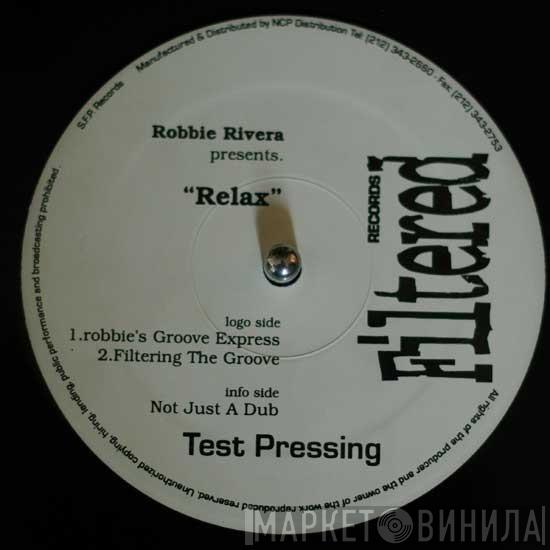 S.F.P. Records Manufactured & Distributed by NCP Distribution Tel: (212) 343-2660 - Fax: (212) 343-2753
Robbie Rivera
presents.
"Relax"
RECORDS
Filtered
logo side
1.robbie's Groove Express
2.Filtering The Groove
info side
Not Just A Dub
Test Pressing
All rights of the producer and the owner of the work reproduced reserved. Unauthorized copying, hiring, lending, public performance and broadcasting prohibited.
МАРКЕТ ВИНИЛА